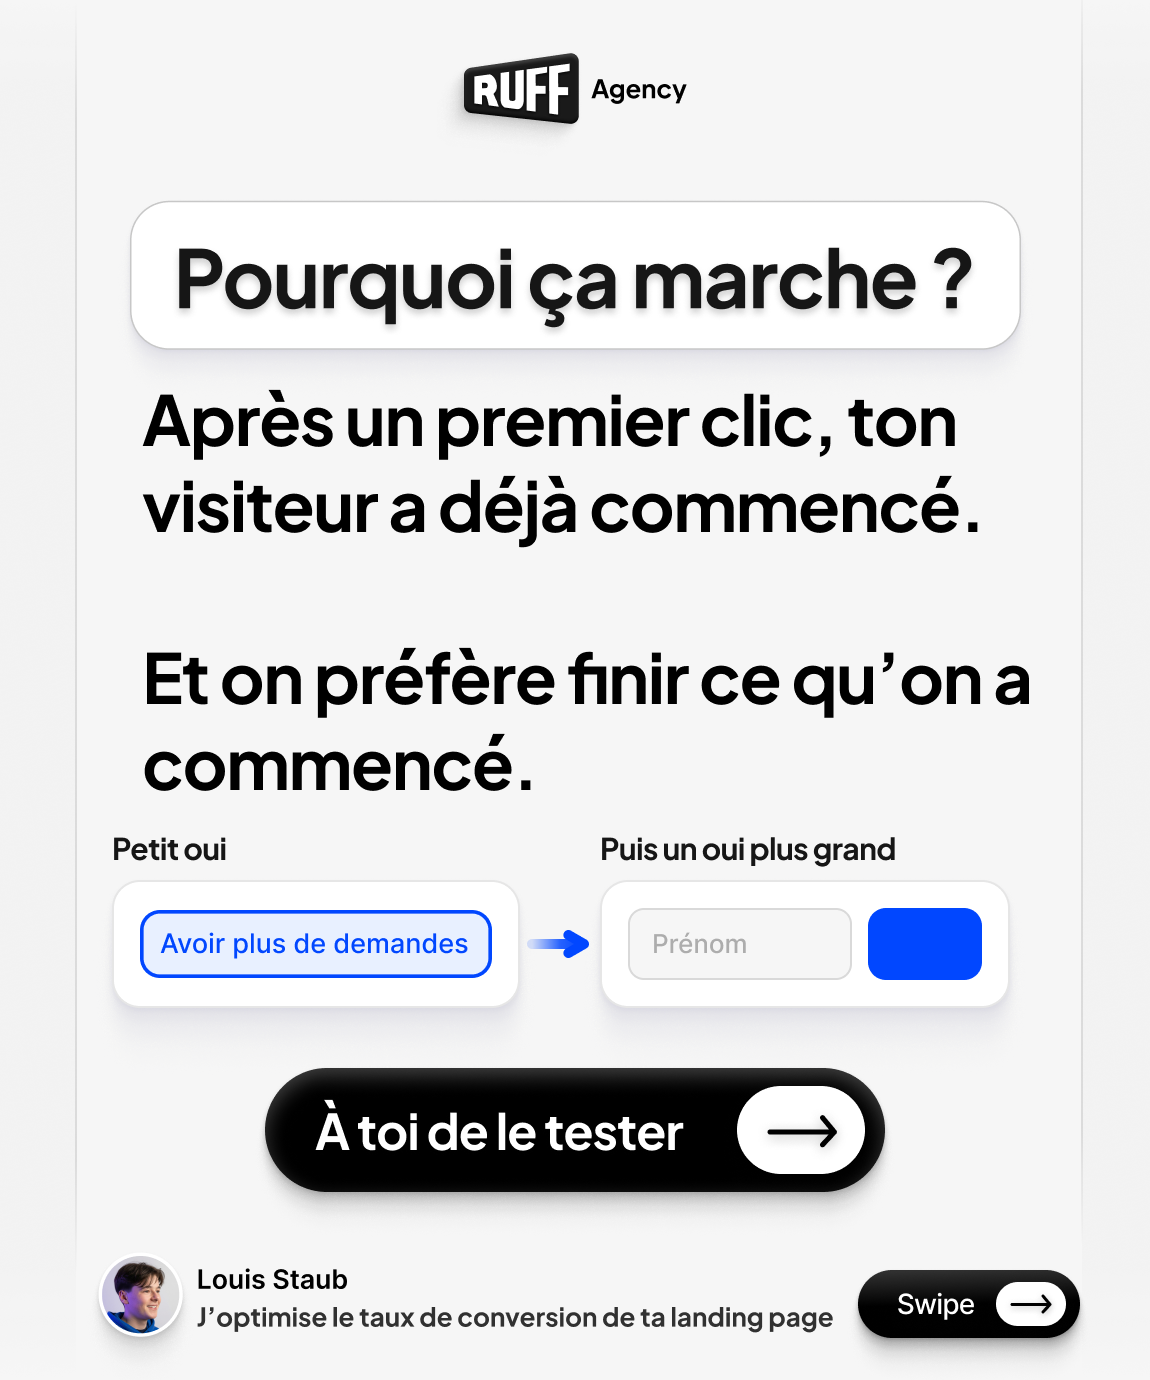 RUFF Agency
Pourquoi ça marche ?
Après un premier clic, ton
visiteur a déjà commencé.
Et on préfère finir ce qu’on a
commencé.
Petit oui
Avoir plus de demandes
Puis un oui plus grand
Prénom
À toi de le tester
Louis Staub
J’optimise le taux de conversion de ta landing page
Swipe